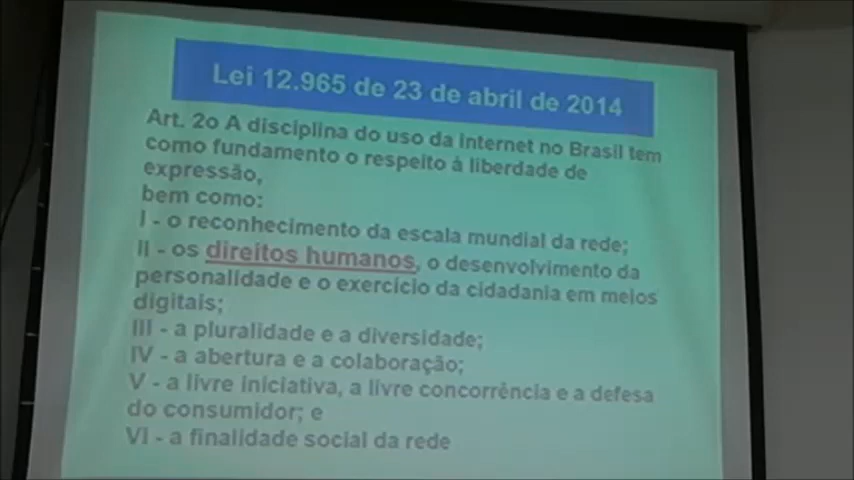 Lei 12.965 de 23 de abril de 2014
Art. 2o A disciplina do uso da internet no Brasil tem
como fundamento o respeito à liberdade de
expressão,
bem como:
I - o reconhecimento da escala mundial da rede;
II - os direitos humanos, o desenvolvimento da
personalidade e o exercício da cidadania em meios
digitais;
III - a pluralidade e a diversidade;
IV - a abertura e a colaboração;
V - a livre iniciativa, a livre concorrência e a defesa
do consumidor; e
VI - a finalidade social da rede